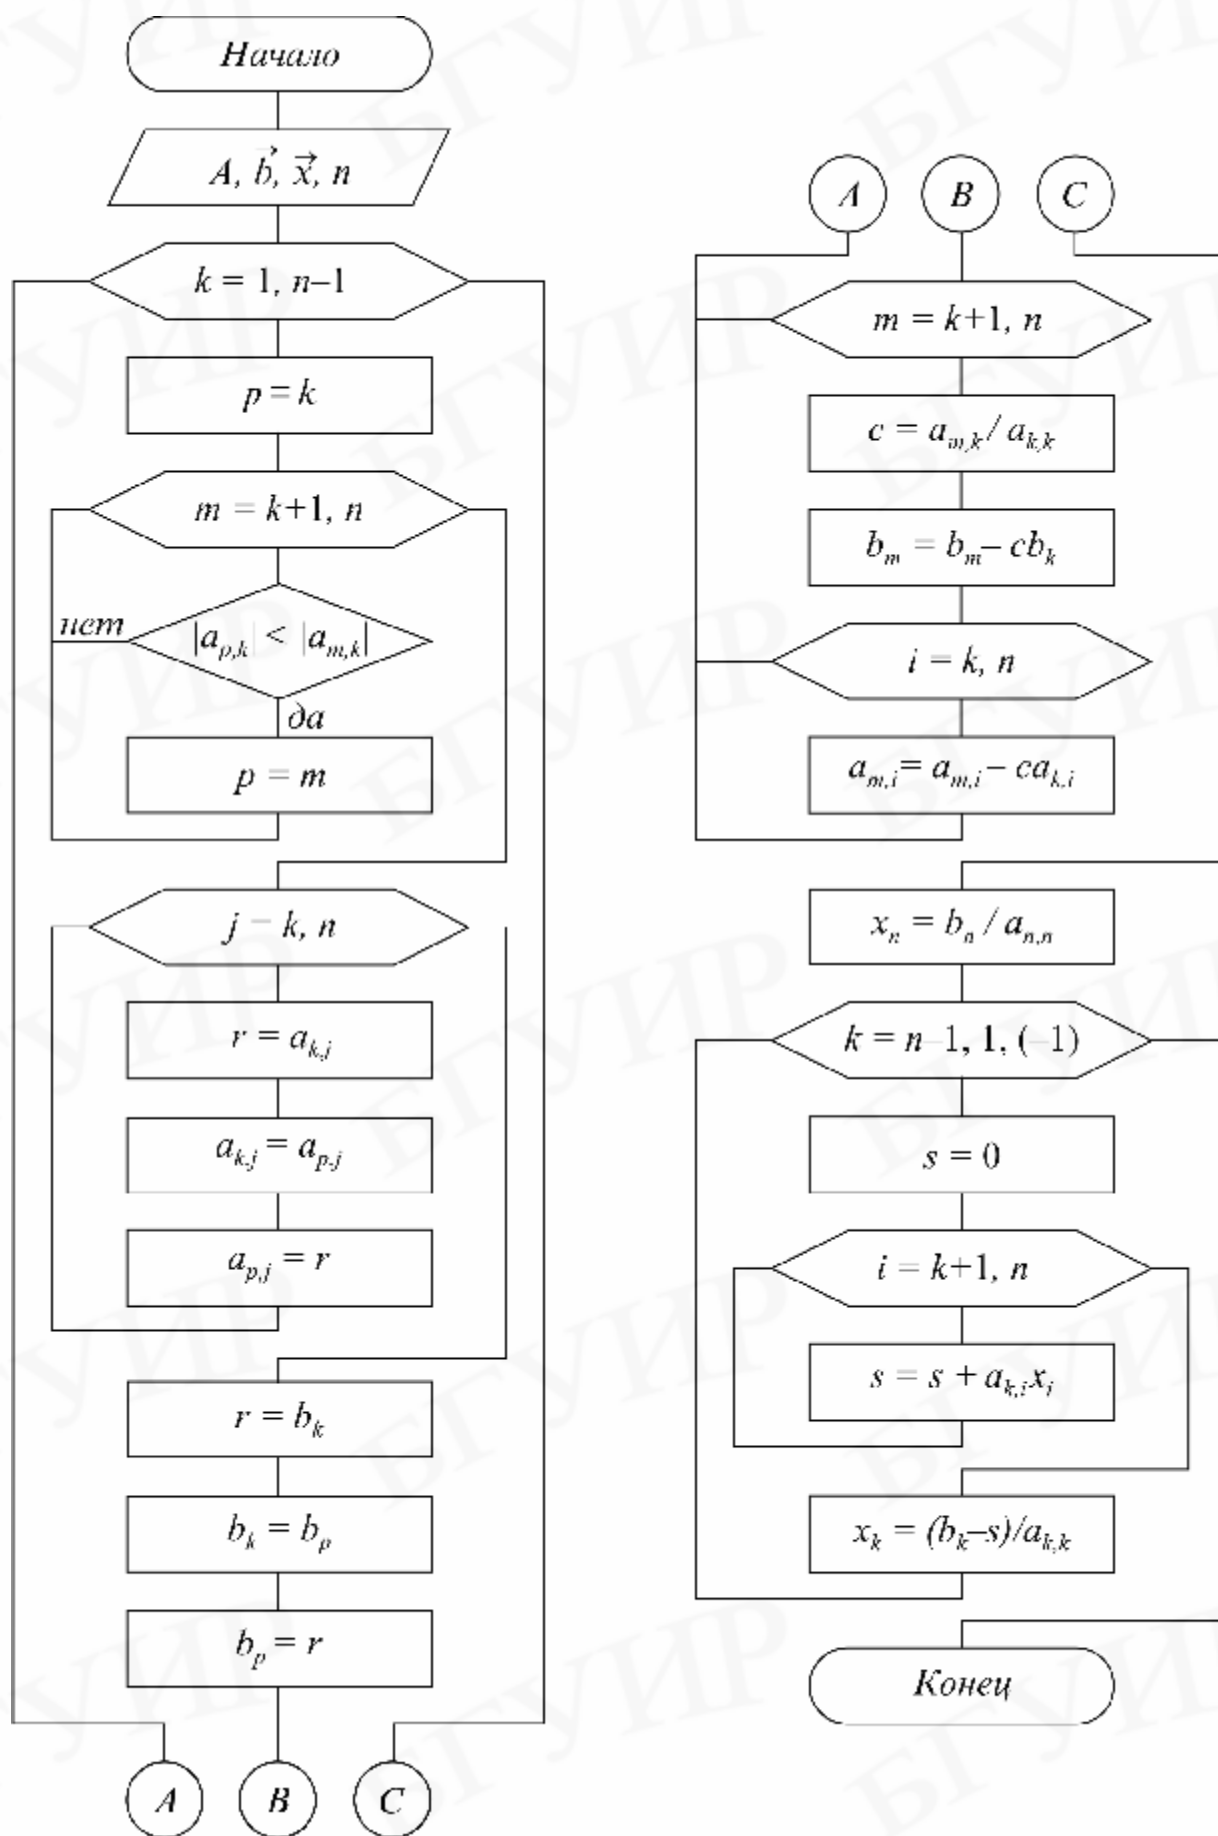 Начало
A, b⃗, x⃗, n
k = 1, n–1
p = k
m = k+1, n
|a_{p,k}| < |a_{m,k}|
нет
да
p = m
j = k, n
r = a_{k,j}
a_{k,j} = a_{p,j}
a_{p,j} = r
r = b_k
b_k = b_p
b_p = r
A B C
A B C
m = k+1, n
c = a_{m,k} / a_{k,k}
b_m = b_m – cb_k
i = k, n
a_{m,i} = a_{m,i} – ca_{k,i}
x_n = b_n / a_{n,n}
k = n–1, 1, (–1)
s = 0
i = k+1, n
s = s + a_{k,i}x_i
x_k = (b_k–s)/a_{k,k}
Конец
БГУИР